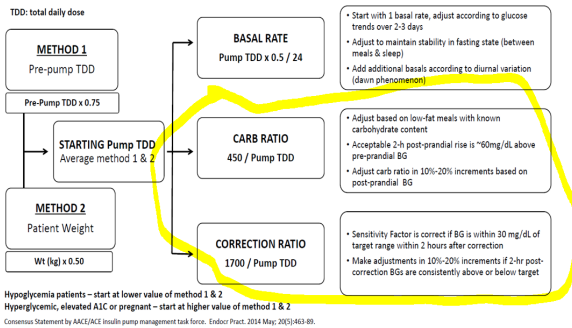 TDD: total daily dose
METHOD 1
Pre-pump TDD
Pre-Pump TDD x 0.75
STARTING Pump TDD
Average method 1 & 2
METHOD 2
Patient Weight
Wt (kg) x 0.50
BASAL RATE
Pump TDD x 0.5 / 24
• Start with 1 basal rate, adjust according to glucose
trends over 2-3 days
• Adjust to maintain stability in fasting state (between
meals & sleep)
• Add additional basals according to diurnal variation
(dawn phenomenon)
CARB RATIO
450 / Pump TDD
• Adjust based on low-fat meals with known
carbohydrate content
• Acceptable 2-h post-prandial rise is ~60mg/dL above
pre-prandial BG
• Adjust carb ratio in 10%-20% increments based on
post-prandial BG
CORRECTION RATIO
1700 / Pump TDD
• Sensitivity Factor is correct if BG is within 30 mg/dL of
target range within 2 hours after correction
• Make adjustments in 10%-20% increments if 2-hr post-
correction BGs are consistently above or below target
Hypoglycemia patients – start at lower value of method 1 & 2
Hyperglycemic, elevated A1C or pregnant – start at higher value of method 1 & 2
Consensus Statement by AACE/ACE insulin pump management task force. Endocr Pract. 2014 May; 20(5):463-89.